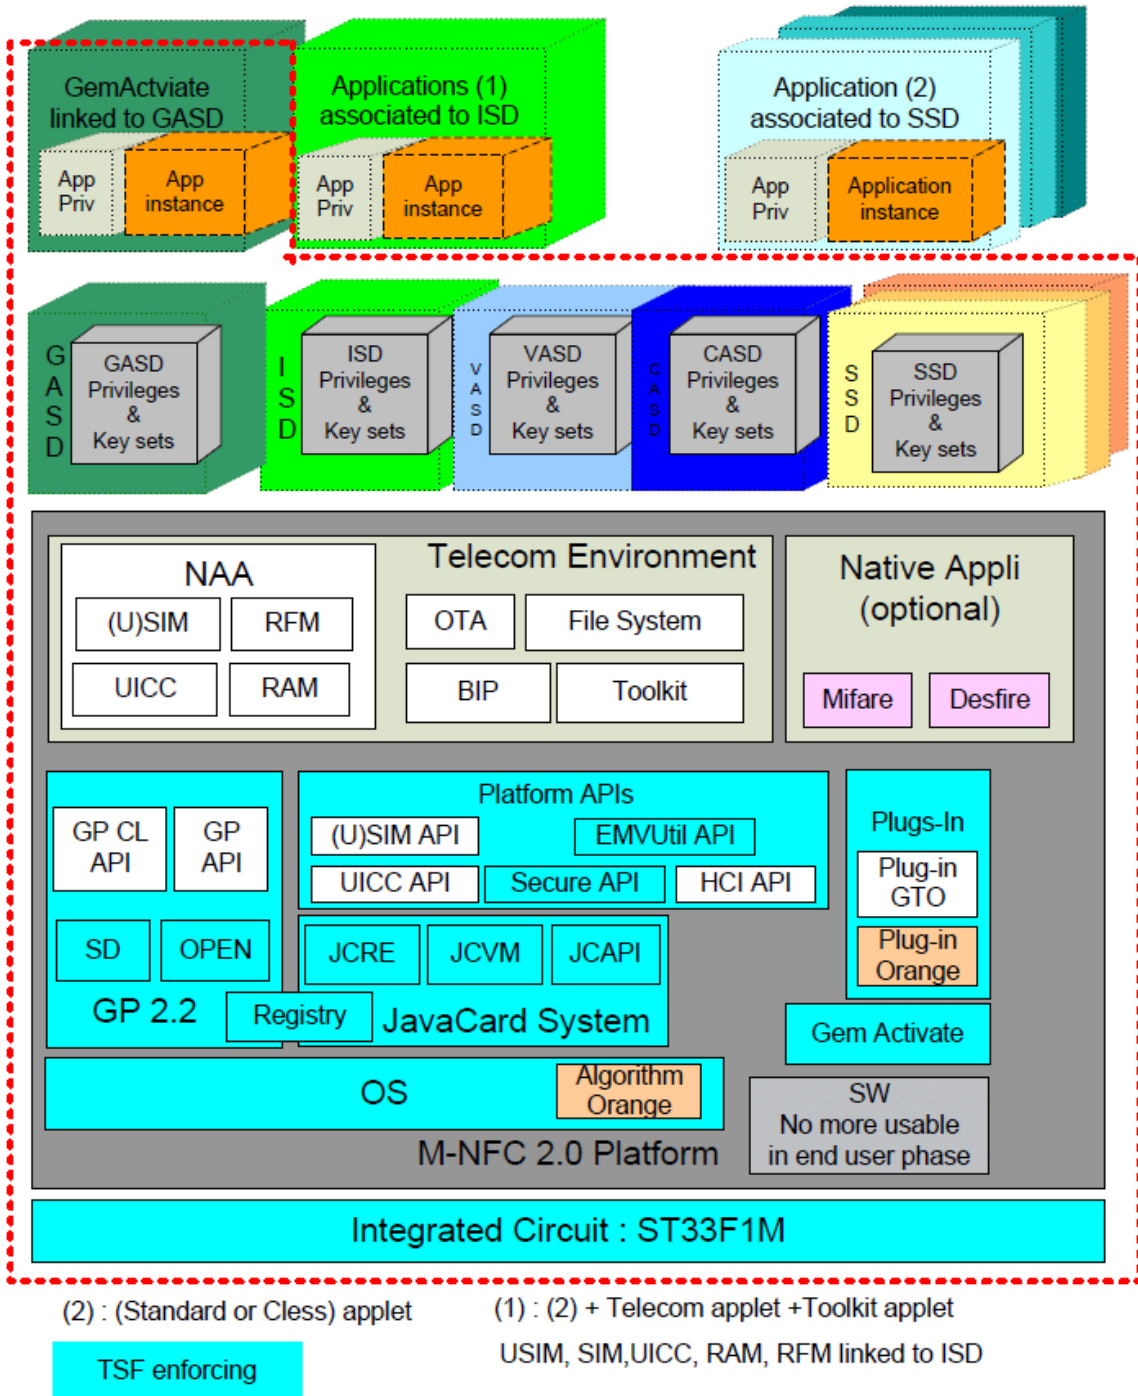 GemActviate
linked to GASD
App
Priv
App
instance
Applications (1)
associated to ISD
App
Priv
App
instance
Application (2)
associated to SSD
App
Priv
Application
instance
GASD
GASD
Privileges
&
Key sets
ISD
ISD
Privileges
&
Key sets
VASD
VASD
Privileges
&
Key sets
CASD
CASD
Privileges
&
Key sets
SSD
SSD
Privileges
&
Key sets
NAA
(U)SIM
RFM
UICC
RAM
Telecom Environment
OTA
File System
BIP
Toolkit
Native Appli
(optional)
Mifare
Desfire
GP CL
API
GP
API
SD
OPEN
GP 2.2
Registry
Platform APIs
(U)SIM API
EMVUtil API
UICC API
Secure API
HCI API
JCRE
JCVM
JCAPI
JavaCard System
Plugs-In
Plug-in
GTO
Plug-in
Orange
Gem Activate
OS
Algorithm
Orange
SW
No more usable
in end user phase
M-NFC 2.0 Platform
Integrated Circuit : ST33F1M
(2) : (Standard or Cless) applet
(1) : (2) + Telecom applet +Toolkit applet
USIM, SIM,UICC, RAM, RFM linked to ISD
TSF enforcing